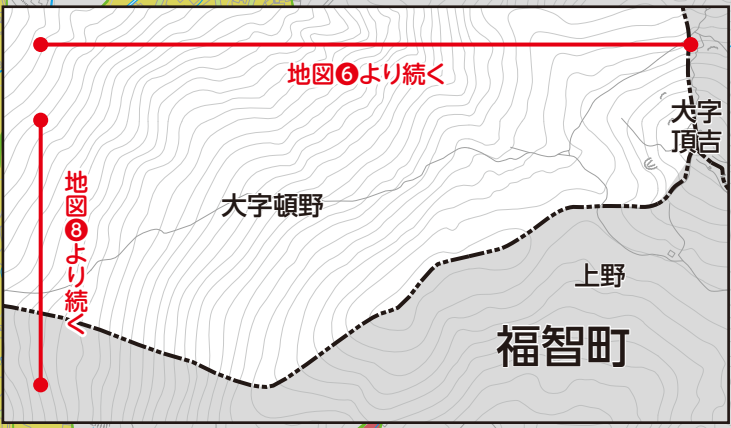 地図❻より続く
大字
頂吉
地図❽より続く
大字頓野
上野
福智町